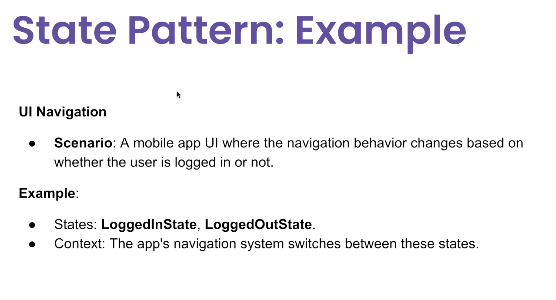 State Pattern: Example
UI Navigation
● Scenario: A mobile app UI where the navigation behavior changes based on
whether the user is logged in or not.
Example:
● States: LoggedInState, LoggedOutState.
● Context: The app's navigation system switches between these states.